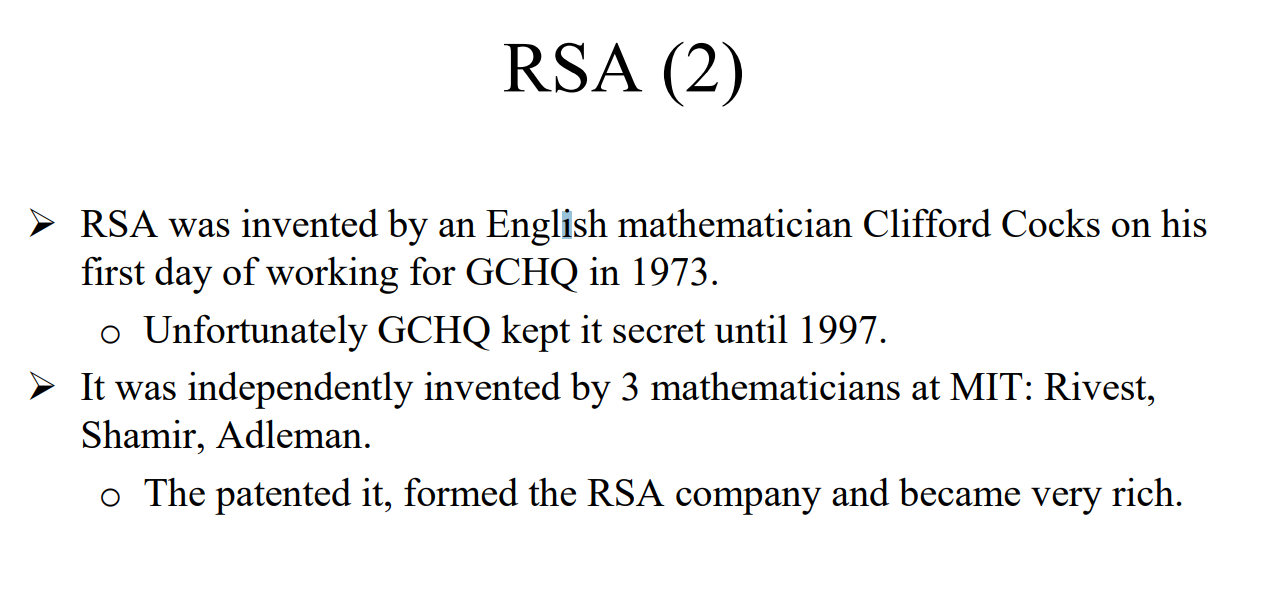 RSA (2)
➢ RSA was invented by an English mathematician Clifford Cocks on his
first day of working for GCHQ in 1973.
o Unfortunately GCHQ kept it secret until 1997.
➢ It was independently invented by 3 mathematicians at MIT: Rivest,
Shamir, Adleman.
o The patented it, formed the RSA company and became very rich.